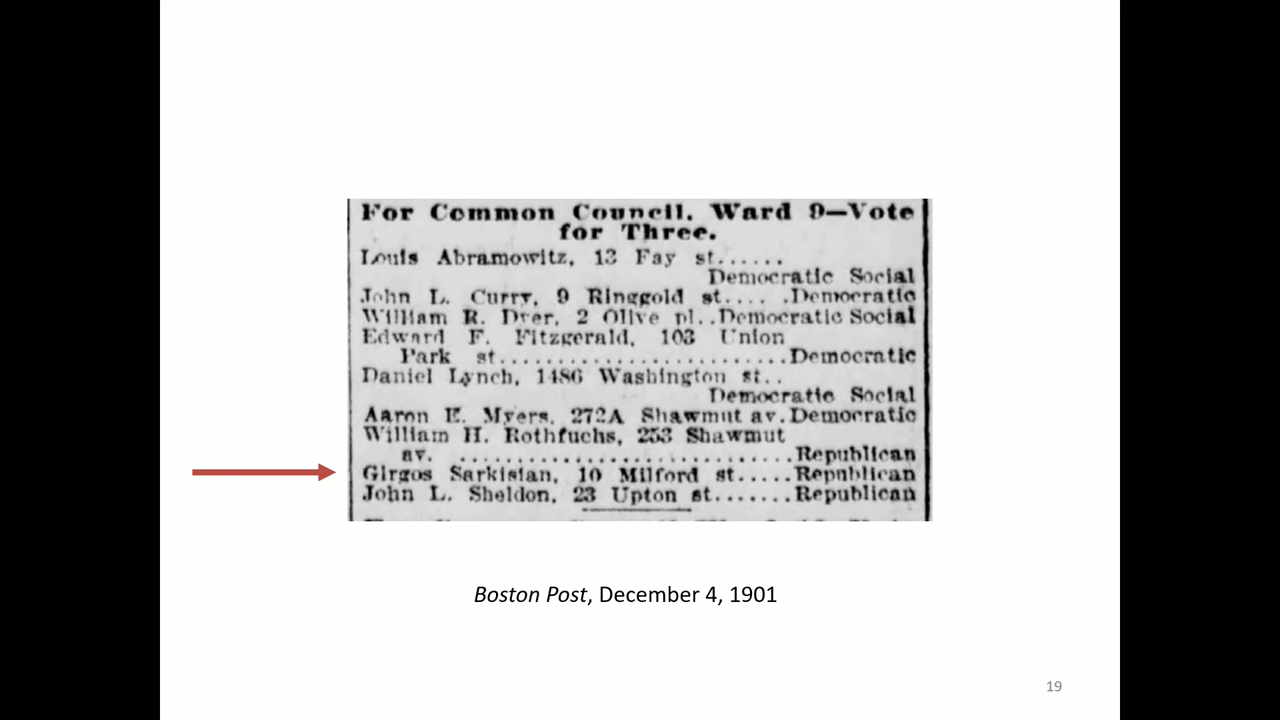 For Common Council, Ward 9—Vote
for Three.
Louis Abramowitz, 13 Fay st......
Democratic Social
John L. Curry, 9 Ringgold st.... .Democratic
William R. Dyer, 2 Olive pl..Democratic Social
Edward F. Fitzgerald, 103 Union
Park st........................Democratic
Daniel Lynch, 1486 Washington st..
Democratic Social
Aaron E. Myers, 272A Shawmut av.Democratic
William H. Rothfuchs, 253 Shawmut
av. ............................Republican
Girgos Sarkisian, 10 Milford st.....Republican
John L. Sheldon, 23 Upton st.......Republican
Boston Post, December 4, 1901
19